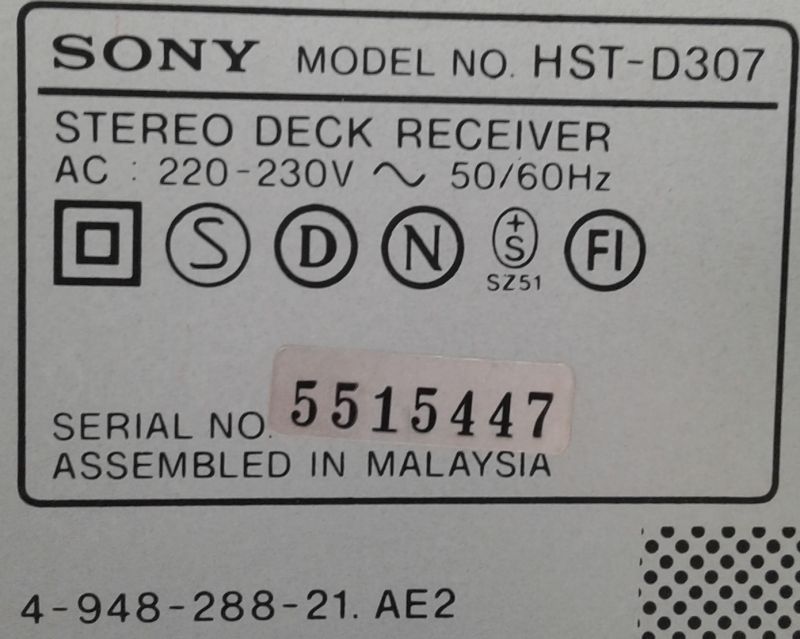 SONY MODEL NO. HST-D307
STEREO DECK RECEIVER
AC : 220-230V ~ 50/60Hz
S D N +S FI
SZ51
SERIAL NO. 5515447
ASSEMBLED IN MALAYSIA
4-948-288-21. AE2